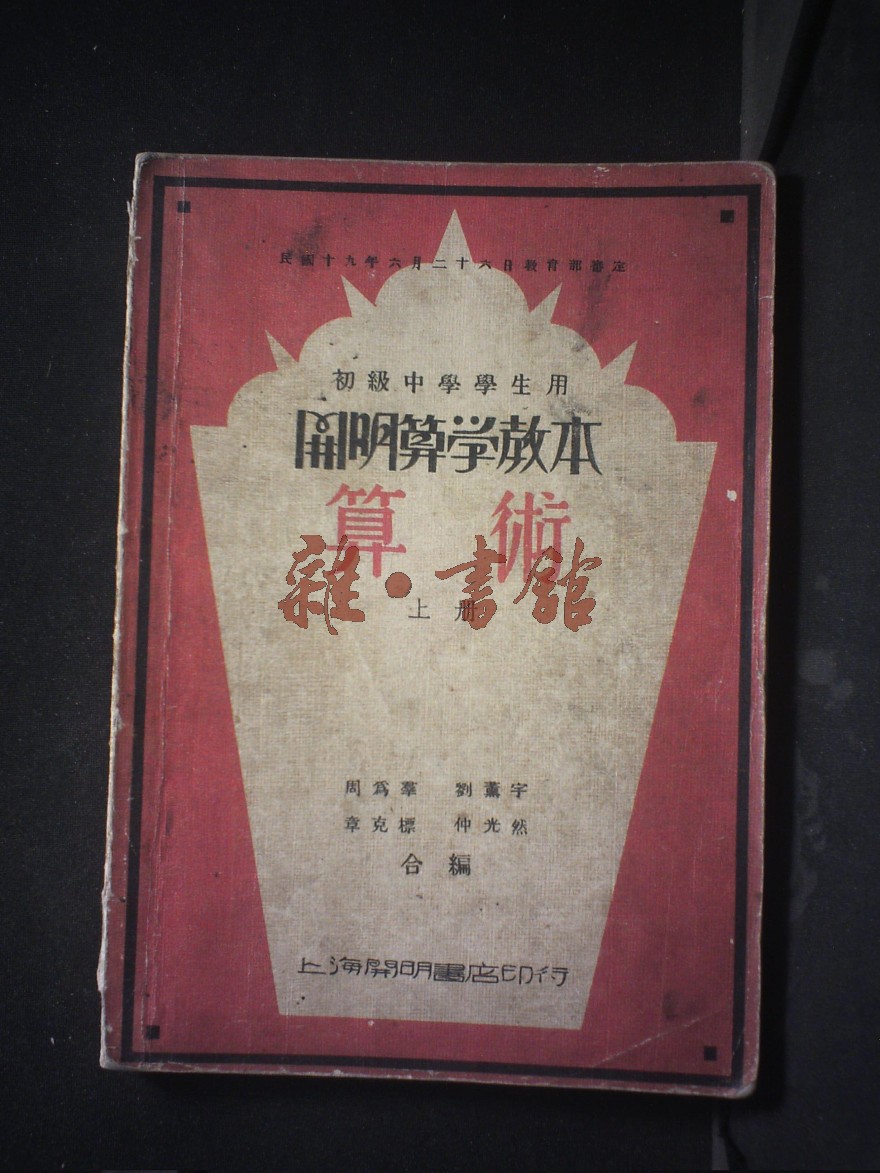 民國十九年六月二十六日教育部審定
初級中學學生用
開明算学教本
算術
雜·書館
上册
周爲羣 劉薰宇
章克標 仲光然
合編
上海開明書店印行